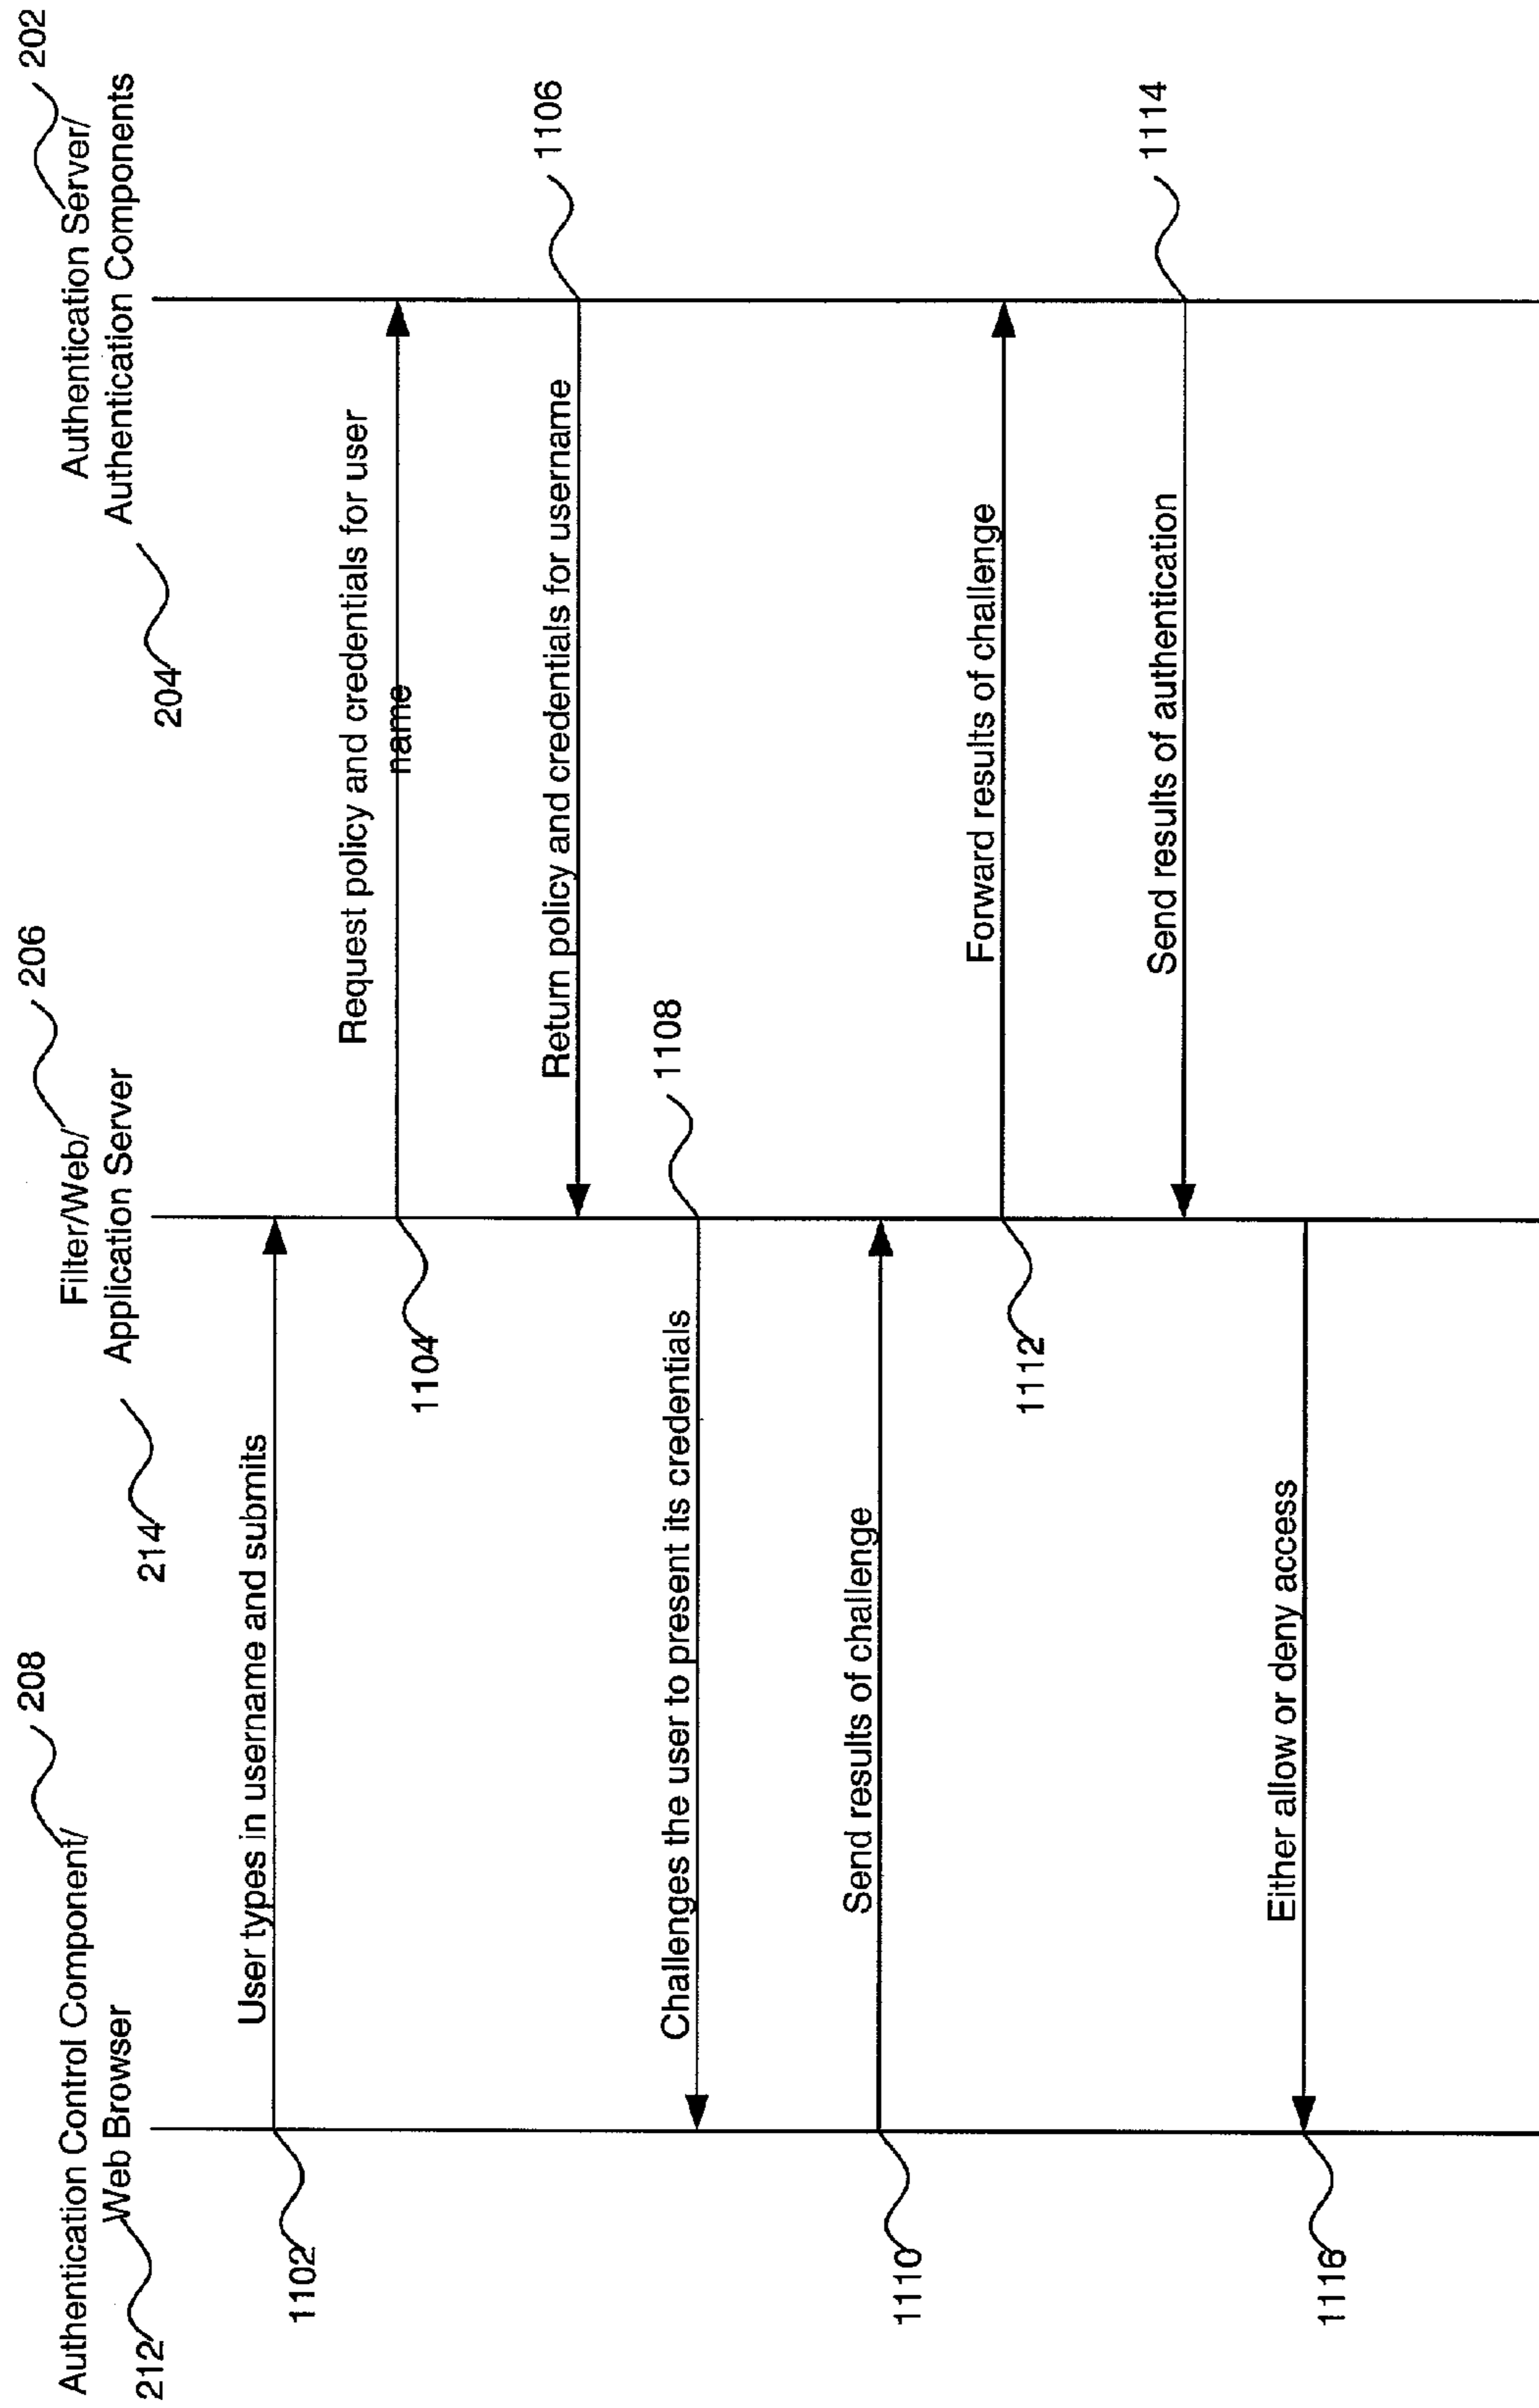 208
Authentication Control Component/
Web Browser
212
206
Filter/Web/
Application Server
214
202
Authentication Server/
Authentication Components
204
User types in username and submits
1102
Request policy and credentials for user
name
1104
Return policy and credentials for username
1106
Challenges the user to present its credentials
1108
Send results of challenge
1110
Forward results of challenge
1112
Send results of authentication
1114
Either allow or deny access
1116